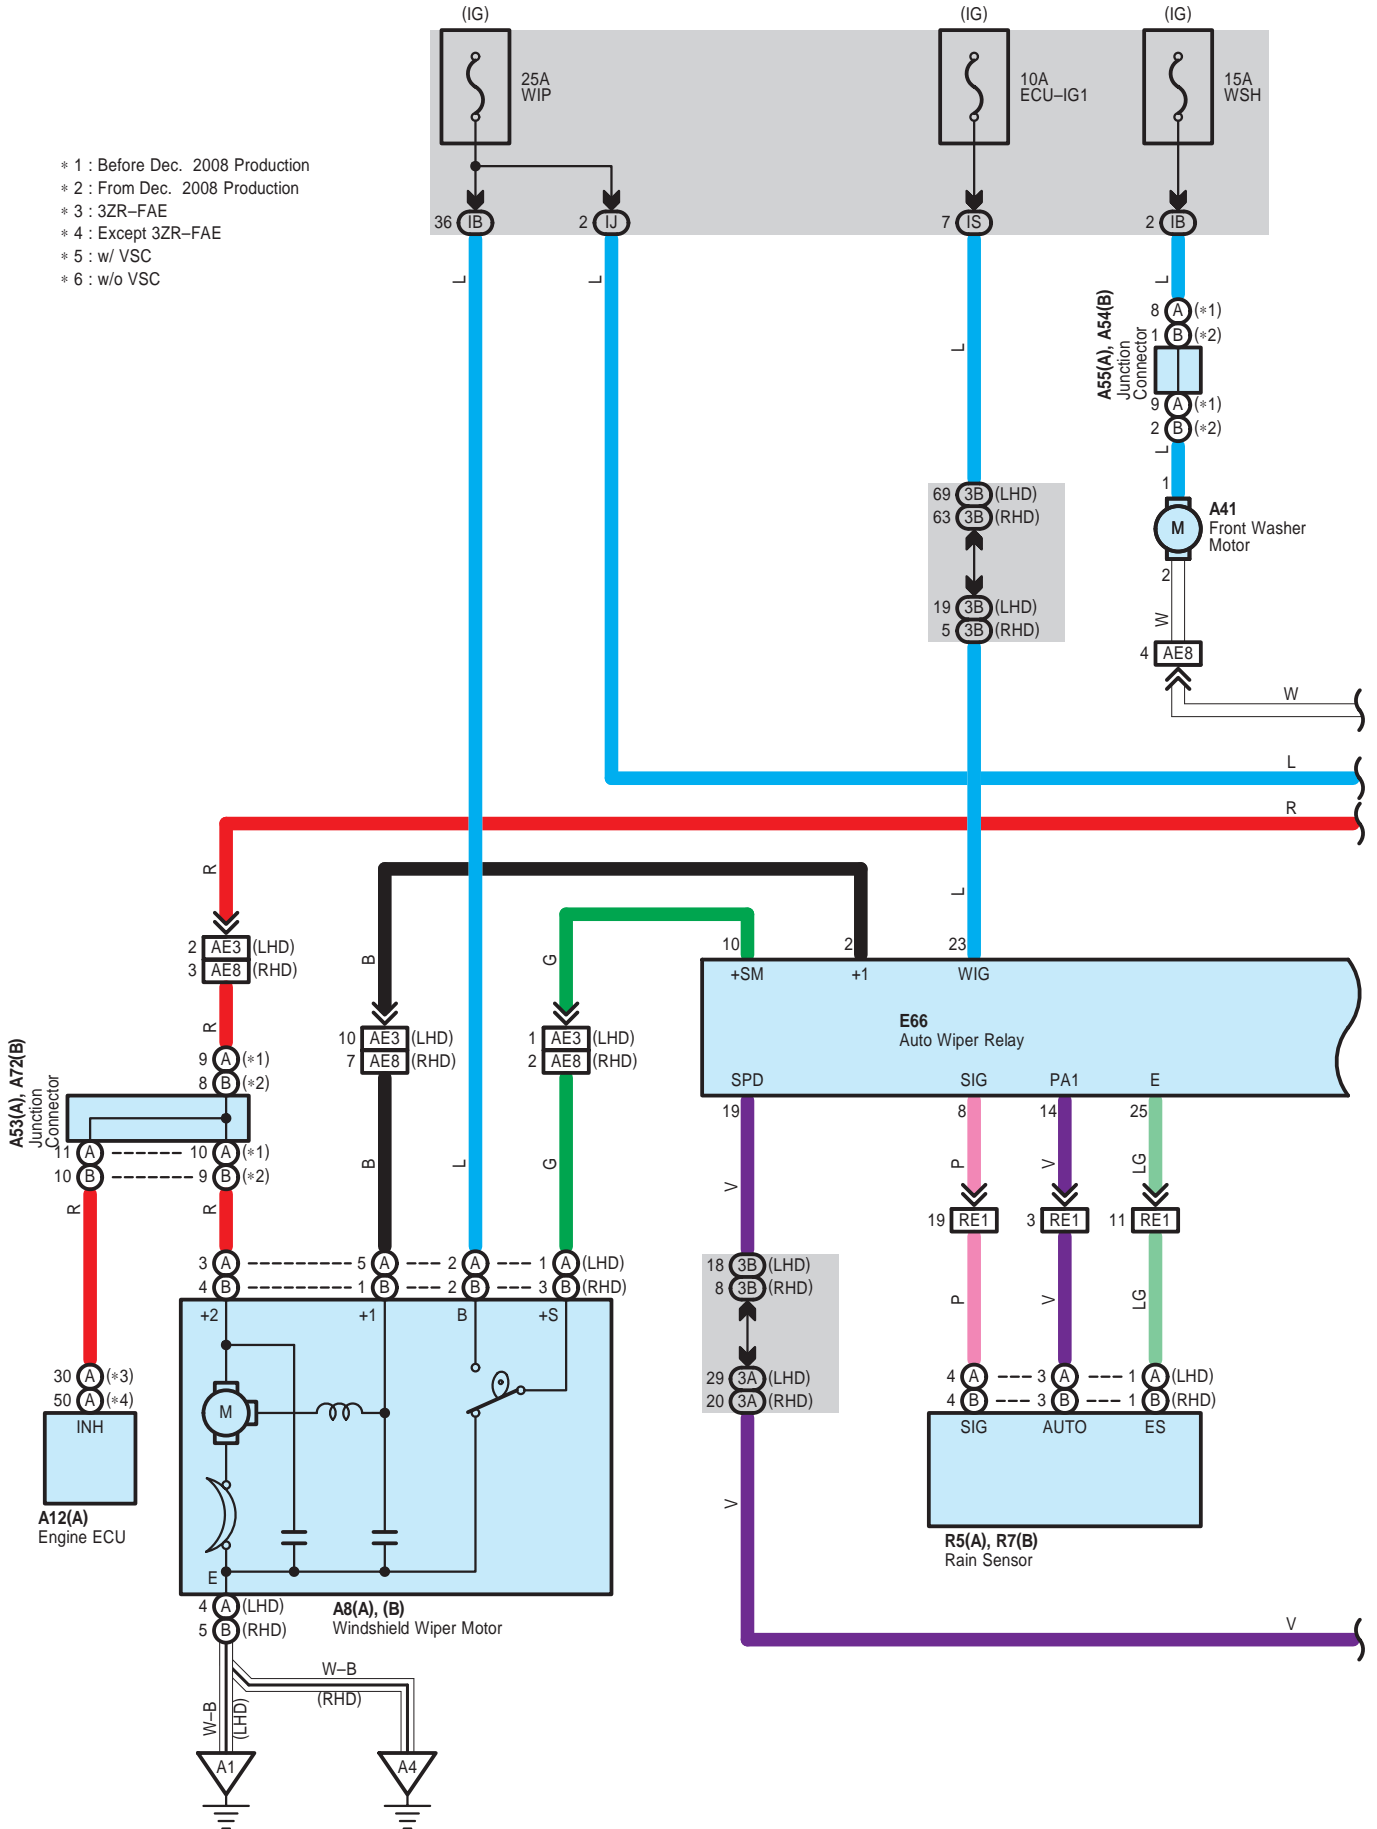 (IG) (IG) (IG)
25A
WIP
10A
ECU–IG1
15A
WSH
∗ 1 : Before Dec. 2008 Production
∗ 2 : From Dec. 2008 Production
∗ 3 : 3ZR–FAE
∗ 4 : Except 3ZR–FAE
∗ 5 : w/ VSC
∗ 6 : w/o VSC
36 IB 2 IJ 7 IS 2 IB
L L L
8 A (∗1)
1 B (∗2)
A55(A), A54(B)
Junction
Connector
9 A (∗1)
2 B (∗2)
L
L
1
M
A41
Front Washer
Motor
2
W
4 AE8
W
69 3B (LHD)
63 3B (RHD)
19 3B (LHD)
5 3B (RHD)
L
R
R
L
2 AE3 (LHD)
3 AE8 (RHD)
B
G
10 2 23
+SM +1 WIG
E66
Auto Wiper Relay
SPD SIG PA1 E
19 8 14 25
R
10 AE3 (LHD)
7 AE8 (RHD)
1 AE3 (LHD)
2 AE8 (RHD)
9 A (∗1)
8 B (∗2)
A53(A), A72(B)
Junction
Connector
11 A 10 A (∗1)
10 B 9 B (∗2)
R R B L G
V P V LG
19 RE1 3 RE1 11 RE1
3 A 5 A 2 A 1 A (LHD)
4 B 1 B 2 B 3 B (RHD)
+2 +1 B +S
18 3B (LHD)
8 3B (RHD)
29 3A (LHD)
20 3A (RHD)
P V LG
4 A 3 A 1 A (LHD)
4 B 3 B 1 B (RHD)
SIG AUTO ES
30 A (∗3)
50 A (∗4)
INH
M
A12(A)
Engine ECU
V
R5(A), R7(B)
Rain Sensor
E
4 A (LHD)
5 B (RHD)
A8(A), (B)
Windshield Wiper Motor
V
W–B
(RHD)
W–B
(LHD)
A1 A4